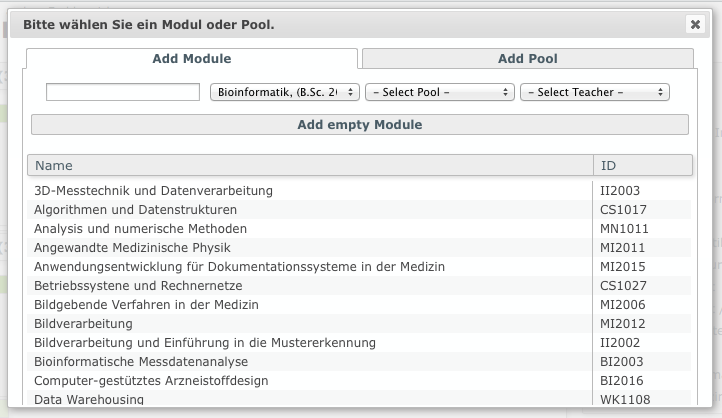 Bitte wählen Sie ein Modul oder Pool.
Add Module
Add Pool
Bioinformatik, (B.Sc. 20
– Select Pool –
– Select Teacher –
Add empty Module
Name ID
3D-Messtechnik und Datenverarbeitung II2003
Algorithmen und Datenstrukturen CS1017
Analysis und numerische Methoden MN1011
Angewandte Medizinische Physik MI2011
Anwendungsentwicklung für Dokumentationssysteme in der Medizin MI2015
Betriebssystene und Rechnernetze CS1027
Bildgebende Verfahren in der Medizin MI2006
Bildverarbeitung MI2012
Bildverarbeitung und Einführung in die Mustererkennung II2002
Bioinformatische Messdatenanalyse BI2003
Computer-gestütztes Arzneistoffdesign BI2016
Data Warehousing WK1108